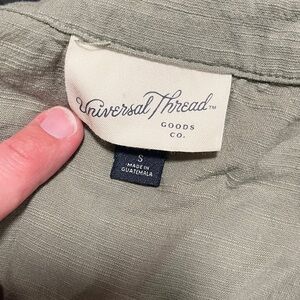 Universal Thread™
GOODS
CO.
S
MADE IN
GUATEMALA